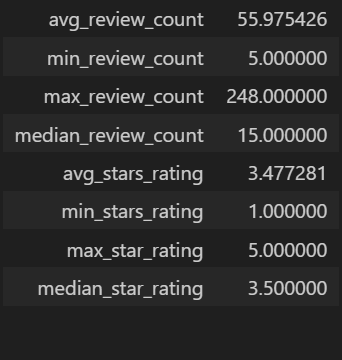 avg_review_count 55.975426
min_review_count 5.000000
max_review_count 248.000000
median_review_count 15.000000
avg_stars_rating 3.477281
min_stars_rating 1.000000
max_star_rating 5.000000
median_star_rating 3.500000